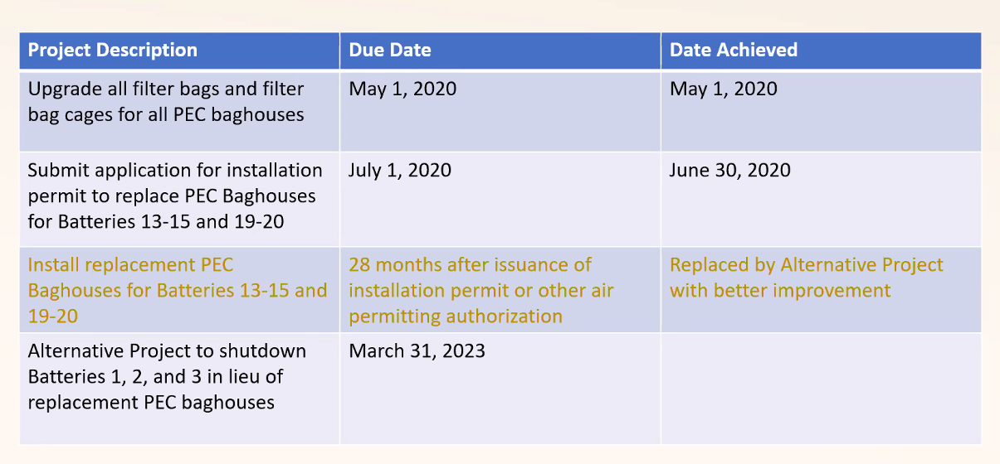 Project Description
Due Date
Date Achieved
Upgrade all filter bags and filter
bag cages for all PEC baghouses
May 1, 2020
May 1, 2020
Submit application for installation
permit to replace PEC Baghouses
for Batteries 13-15 and 19-20
July 1, 2020
June 30, 2020
Install replacement PEC
Baghouses for Batteries 13-15 and
19-20
28 months after issuance of
installation permit or other air
permitting authorization
Replaced by Alternative Project
with better improvement
Alternative Project to shutdown
Batteries 1, 2, and 3 in lieu of
replacement PEC baghouses
March 31, 2023